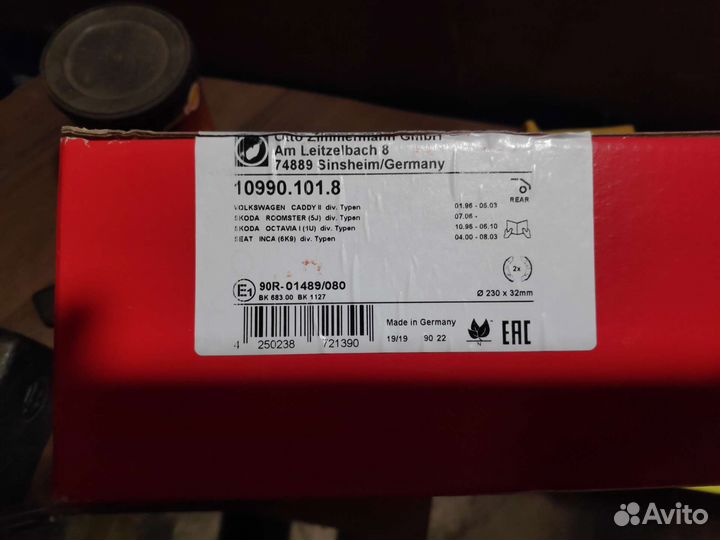 Otto Zimmermann GmbH
Am Leitzelbach 8
74889 Sinsheim/Germany
10990.101.8
REAR
VOLKSWAGEN CADDY II div. Typen 01.96 - 05.03
SKODA ROOMSTER (5J) div. Typen 07.06 -
SKODA OCTAVIA I (1U) div. Typen 10.96 - 06.10
SEAT INCA (6K9) div. Typen 04.00 - 08.03
2x
E1 90R-01489/080
BK 683.00 BK 1127
Ø 230 x 32mm
4 250238 721390
Made in Germany
19/19 90 22
N
EAC
Avito